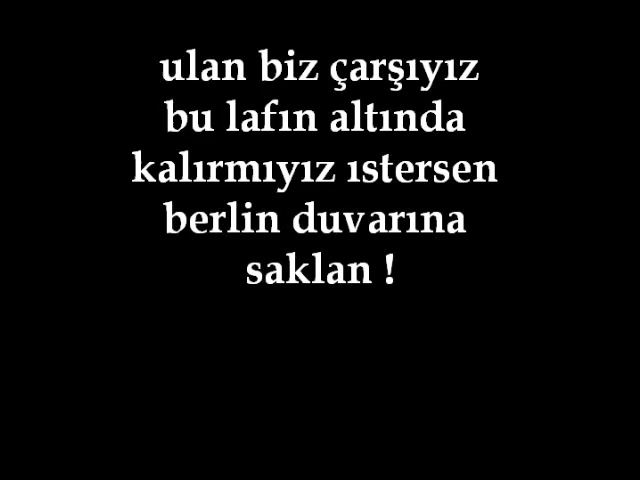 ulan biz çarşıyız
bu lafın altında
kalırmıyız ıstersen
berlin duvarına
saklan !